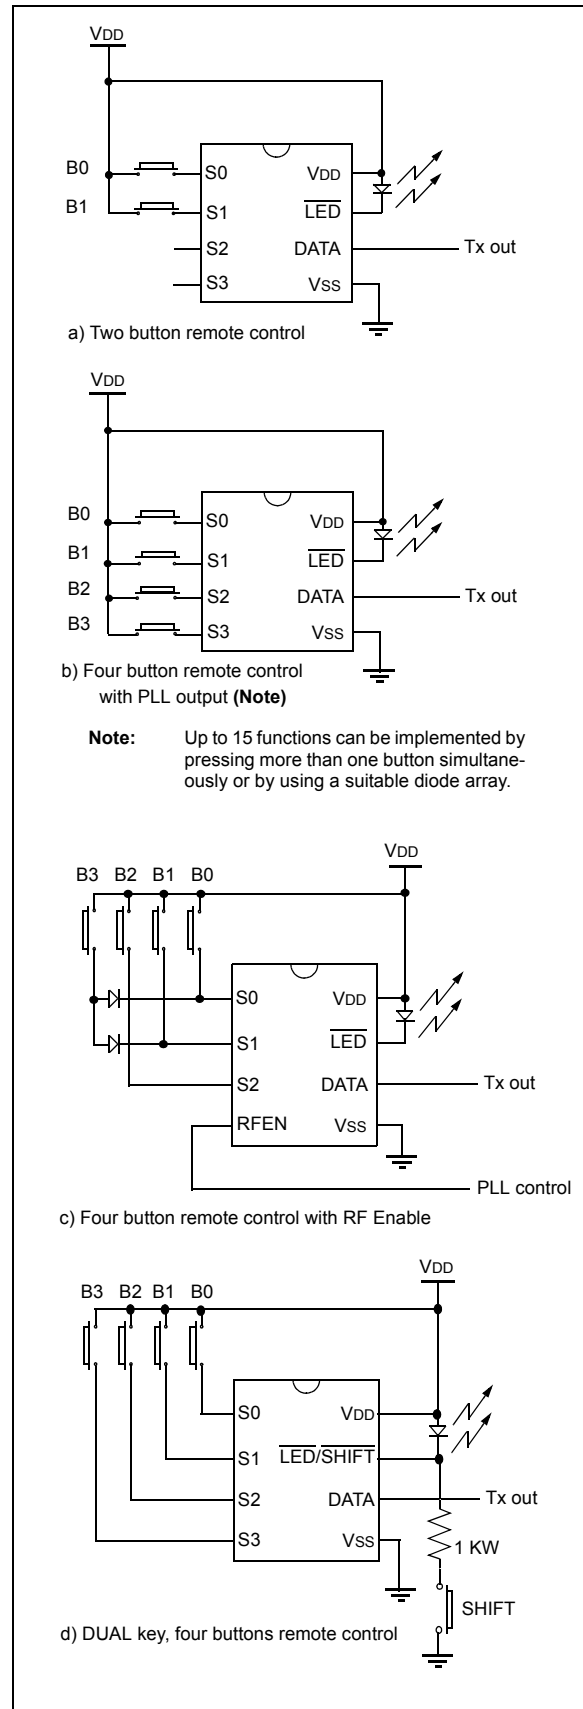 VDD
B0
S0
VDD
B1
S1
LED
S2
DATA
Tx out
S3
VSS
a) Two button remote control
VDD
B0
S0
VDD
B1
S1
LED
B2
S2
DATA
Tx out
B3
S3
VSS
b) Four button remote control
with PLL output (Note)
Note: Up to 15 functions can be implemented by
pressing more than one button simultane-
ously or by using a suitable diode array.
VDD
B3 B2 B1 B0
S0
VDD
S1
LED
S2
DATA
Tx out
RFEN
VSS
PLL control
c) Four button remote control with RF Enable
VDD
B3 B2 B1 B0
S0
VDD
S1
LED/SHIFT
S2
DATA
Tx out
S3
VSS
1 KW
SHIFT
d) DUAL key, four buttons remote control